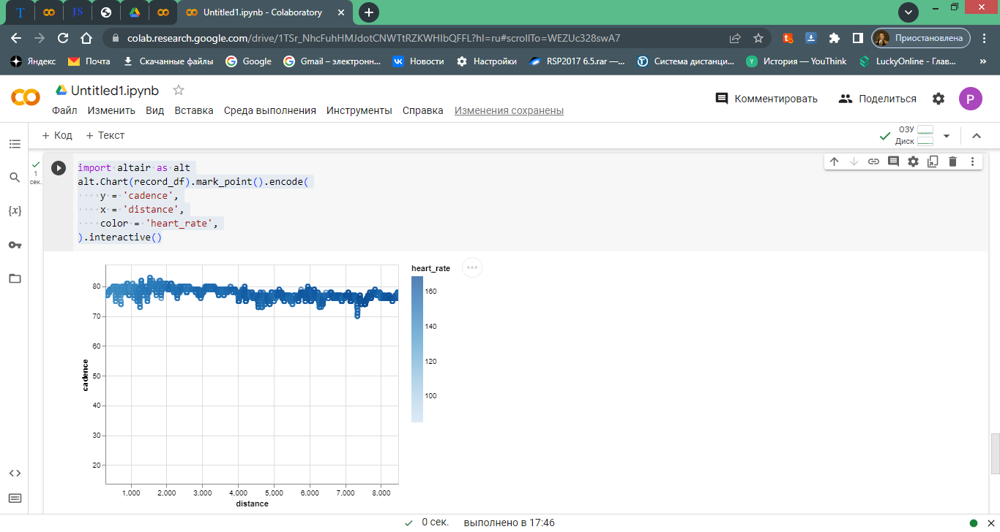 Untitled1.ipynb - Colaboratory
colab.research.google.com/drive/1TSr_NhcFuhHMJdotCNWTtRZKWHIbQFFL?hl=ru#scrollTo=WEZUc328swA7
Приостановлена
Яндекс Почта Скачанные файлы Google Gmail – электронн... Новости Настройки RSP2017 6.5.rar —... Система дистанци... История — YouThink LuckyOnline - Глав... »
Untitled1.ipynb
Комментировать Поделиться P
Файл Изменить Вид Вставка Среда выполнения Инструменты Справка Изменения сохранены
+ Код + Текст
ОЗУ
Диск
1
сек.
import altair as alt
alt.Chart(record_df).mark_point().encode(
y = 'cadence',
x = 'distance',
color = 'heart_rate',
).interactive()
{x}
heart_rate
160
140
120
100
80
70
60
50
40
30
20
cadence
1,000 2,000 3,000 4,000 5,000 6,000 7,000 8,000
distance
0 сек. выполнено в 17:46